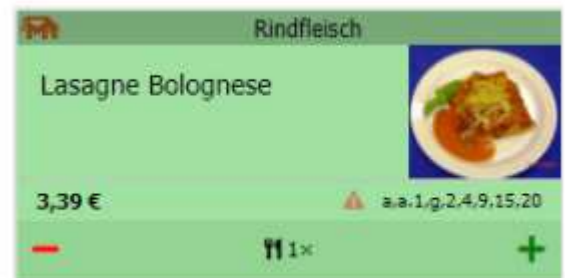 Rindfleisch
Lasagne Bolognese
3,39 €
a,a.1,g,2,4,9,15,20
1×